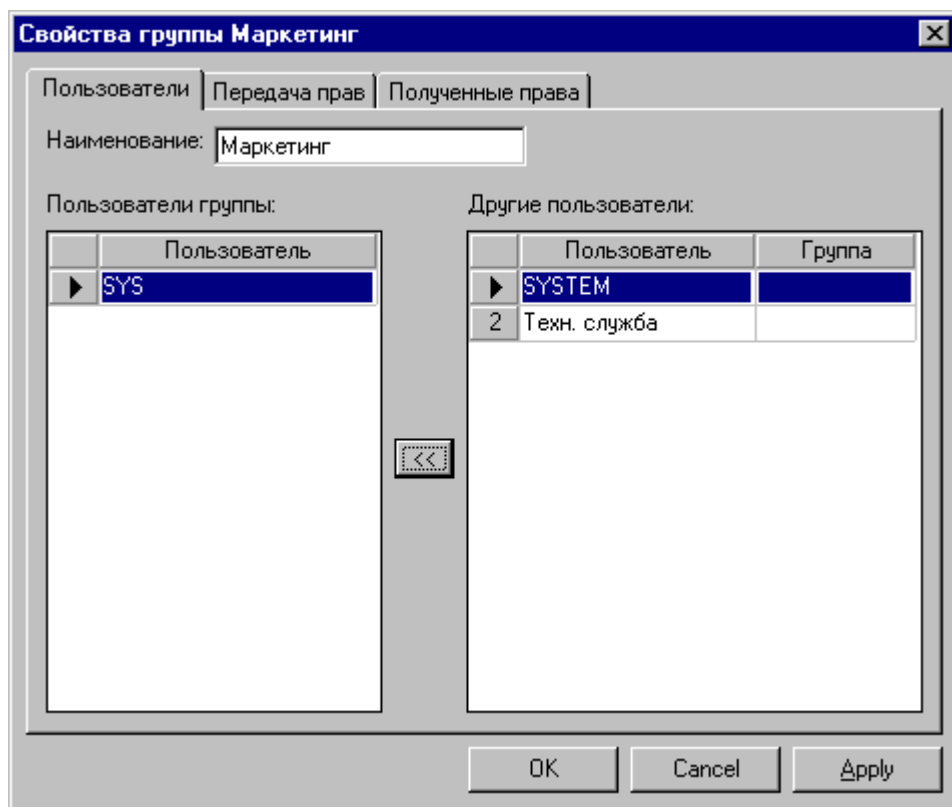 Свойства группы Маркетинг
Пользователи Передача прав Полученные права
Наименование: Маркетинг
Пользователи группы: Другие пользователи:
Пользователь Пользователь Группа
SYS SYSTEM
2 Техн. служба
<<
OK Cancel Apply